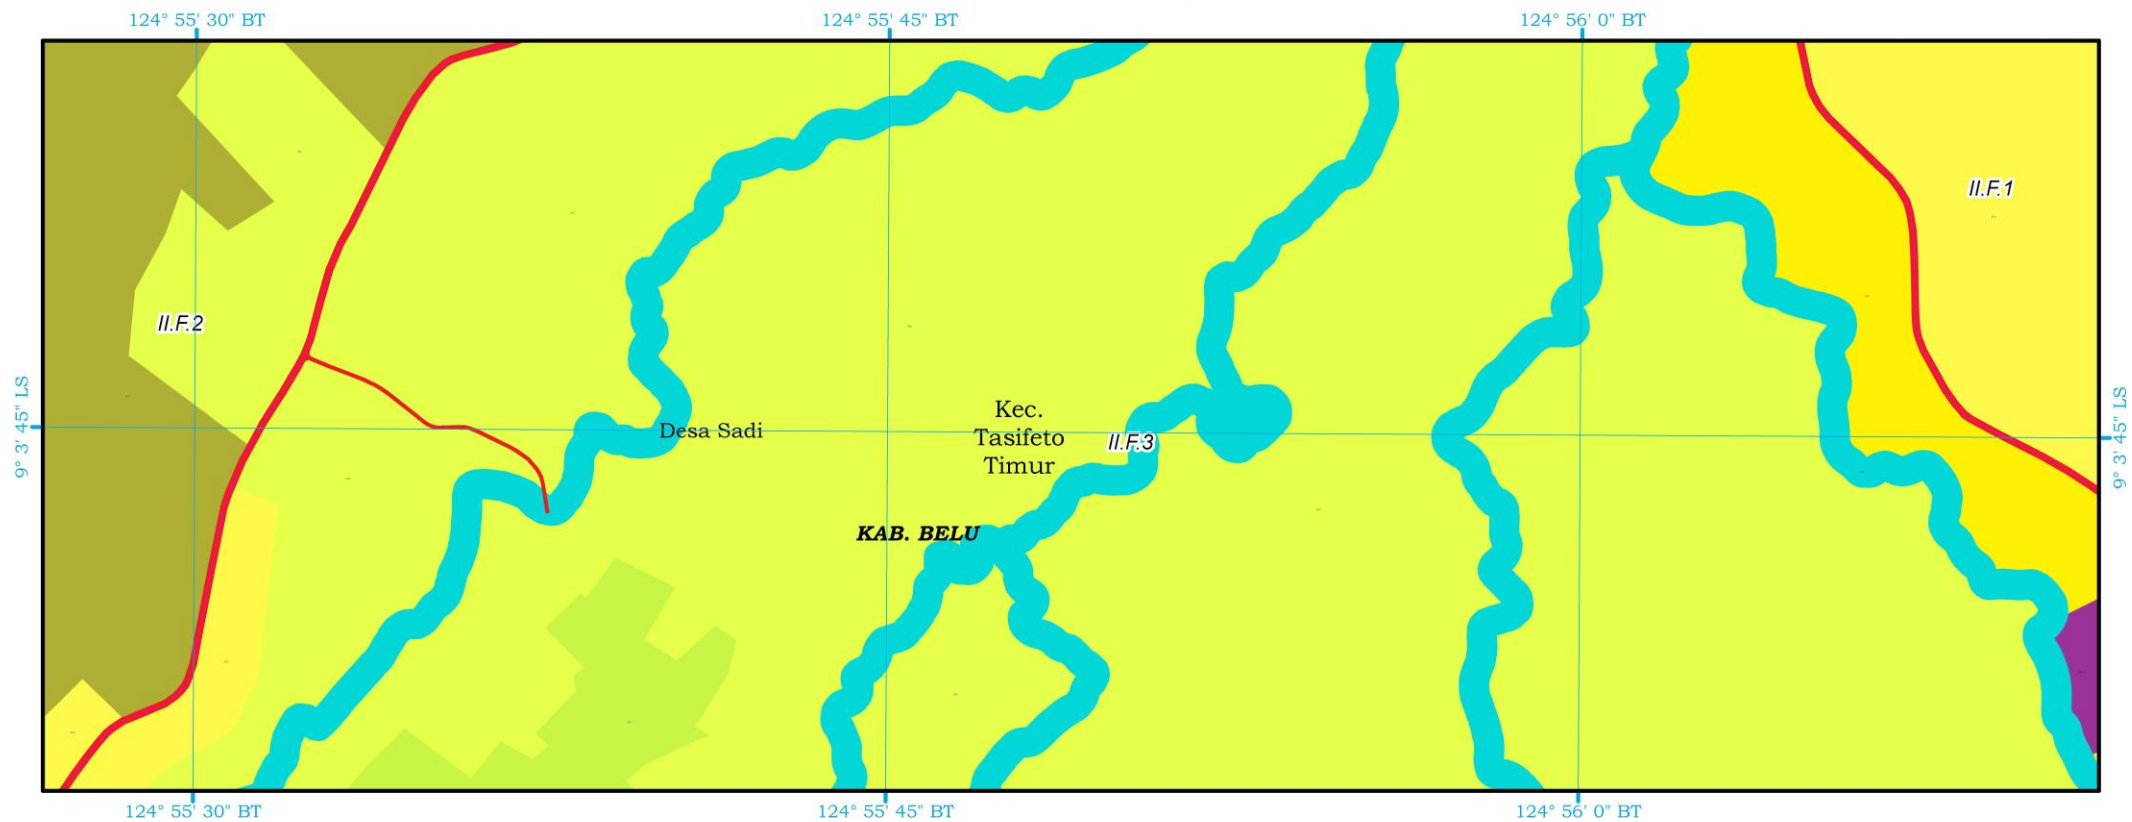 124° 55' 30" BT
124° 55' 45" BT
124° 56' 0" BT
II.F.1
II.F.2
9° 3' 45" LS
9° 3' 45" LS
Desa Sadi
Kec.
Tasifeto
Timur
II.F.3
KAB. BELU
124° 55' 30" BT
124° 55' 45" BT
124° 56' 0" BT